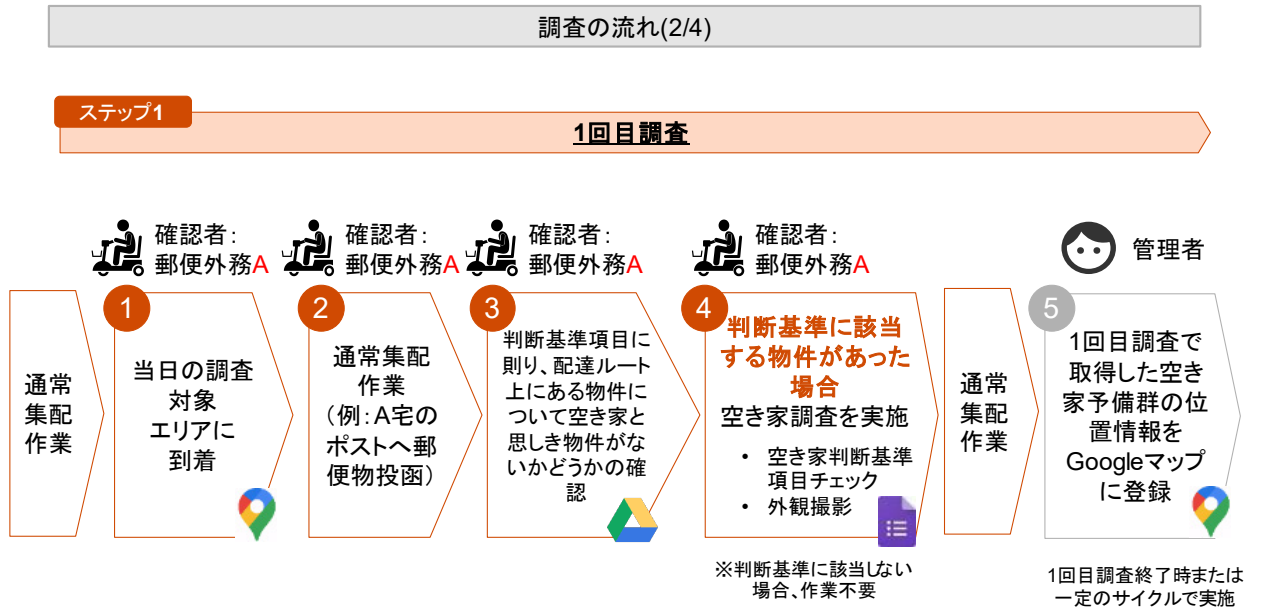 調査の流れ(2/4)
ステップ1
1回目調査
確認者：
郵便外務A
確認者：
郵便外務A
確認者：
郵便外務A
確認者：
郵便外務A
管理者
通常
集配
作業
1
当日の調査
対象
エリアに
到着
2
通常集配
作業
（例：A宅の
ポストへ郵
便物投函）
3
判断基準項目に
則り、配達ルート
上にある物件に
ついて空き家と
思しき物件がな
いかどうかの確
認
4
判断基準に該当
する物件があった
場合
空き家調査を実施
• 空き家判断基準
項目チェック
• 外観撮影
※判断基準に該当しない
場合、作業不要
通常
集配
作業
5
1回目調査で
取得した空き
家予備群の位
置情報を
Googleマップ
に登録
1回目調査終了時または
一定のサイクルで実施